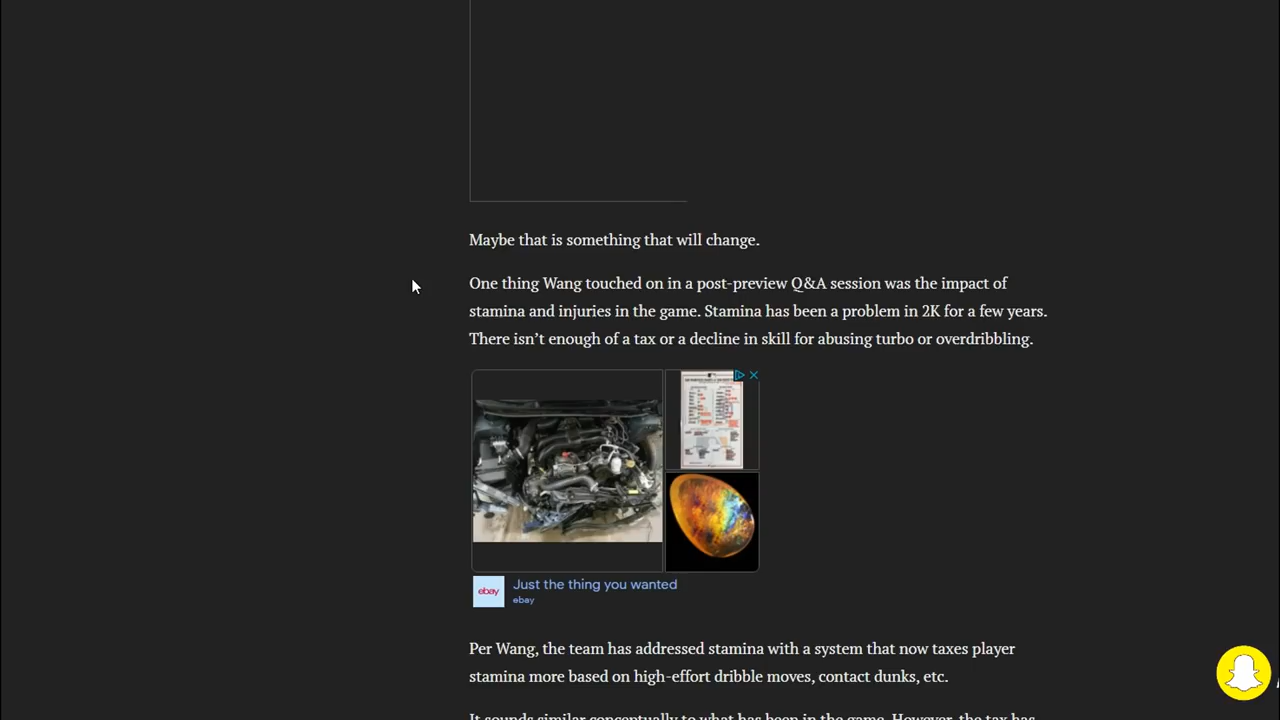 Maybe that is something that will change.
One thing Wang touched on in a post-preview Q&A session was the impact of
stamina and injuries in the game. Stamina has been a problem in 2K for a few years.
There isn’t enough of a tax or a decline in skill for abusing turbo or overdribbling.
ebay
Just the thing you wanted
ebay
Per Wang, the team has addressed stamina with a system that now taxes player
stamina more based on high-effort dribble moves, contact dunks, etc.
It sounds similar conceptually to what has been in the game. However, the tax has